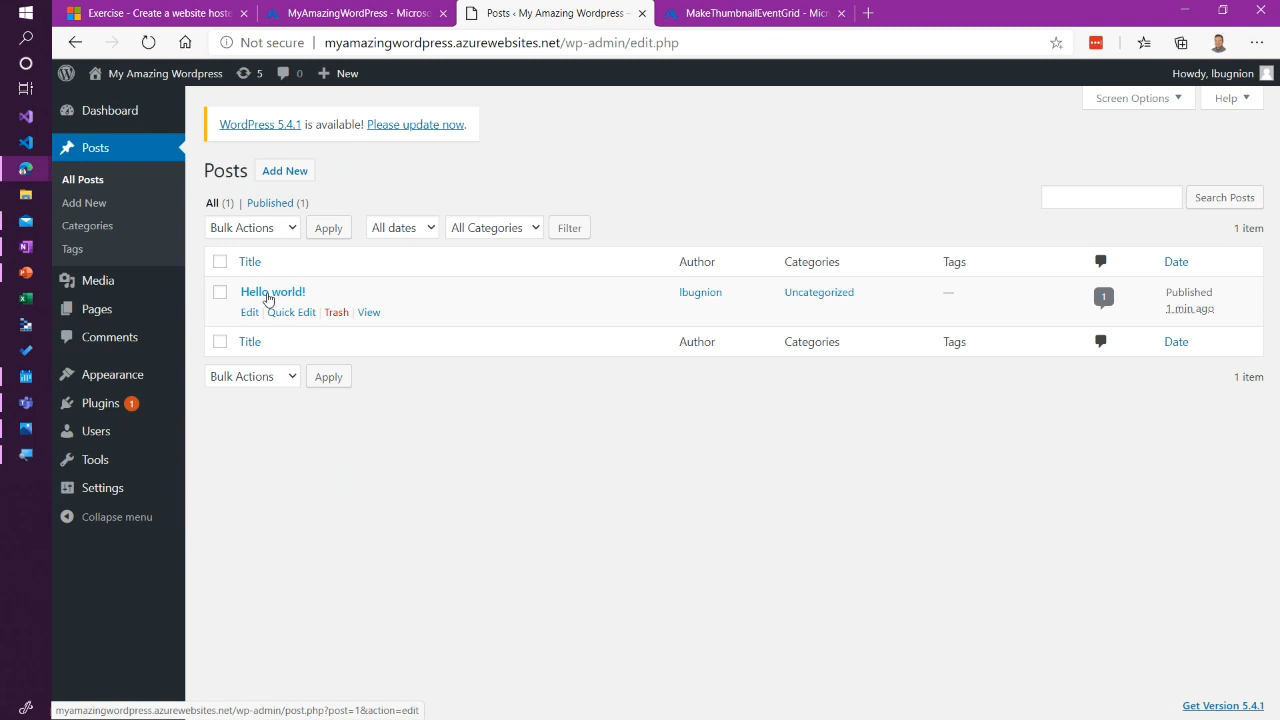 Exercise - Create a website hoste
MyAmazingWordPress - Microso
Posts ‹ My Amazing Wordpress –
MakeThumbnailEventGrid - Micr
Not secure | myamazingwordpress.azurewebsites.net/wp-admin/edit.php
My Amazing Wordpress 5 0 New
Howdy, lbugnion
Dashboard
Posts
All Posts
Add New
Categories
Tags
Media
Pages
Comments
Appearance
Plugins 1
Users
Tools
Settings
Collapse menu
Screen Options Help
WordPress 5.4.1 is available! Please update now.
Posts Add New
All (1) | Published (1)
Search Posts
Bulk Actions Apply All dates All Categories Filter
1 item
Title Author Categories Tags Date
Hello world! lbugnion Uncategorized — 1 Published
1 min ago
Edit | Quick Edit | Trash | View
Title Author Categories Tags Date
Bulk Actions Apply
1 item
myamazingwordpress.azurewebsites.net/wp-admin/post.php?post=1&action=edit
Get Version 5.4.1